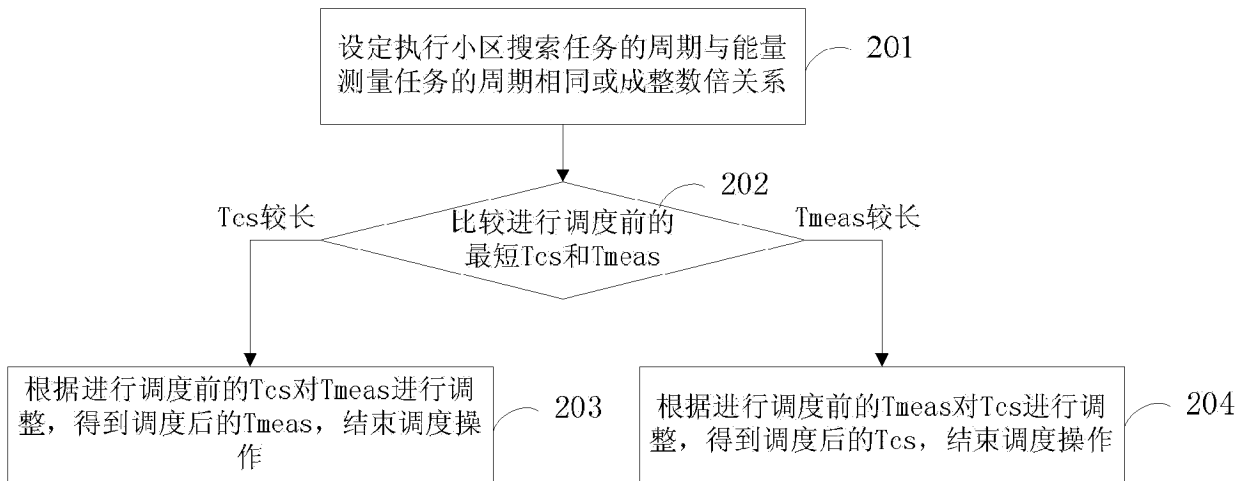 设定执行小区搜索任务的周期与能量
测量任务的周期相同或成整数倍关系
201
202
Tcs较长
比较进行调度前的
最短Tcs和Tmeas
Tmeas较长
根据进行调度前的Tcs对Tmeas进行调
整，得到调度后的Tmeas，结束调度操
作
203
根据进行调度前的Tmeas对Tcs进行调
整，得到调度后的Tcs，结束调度操作
204